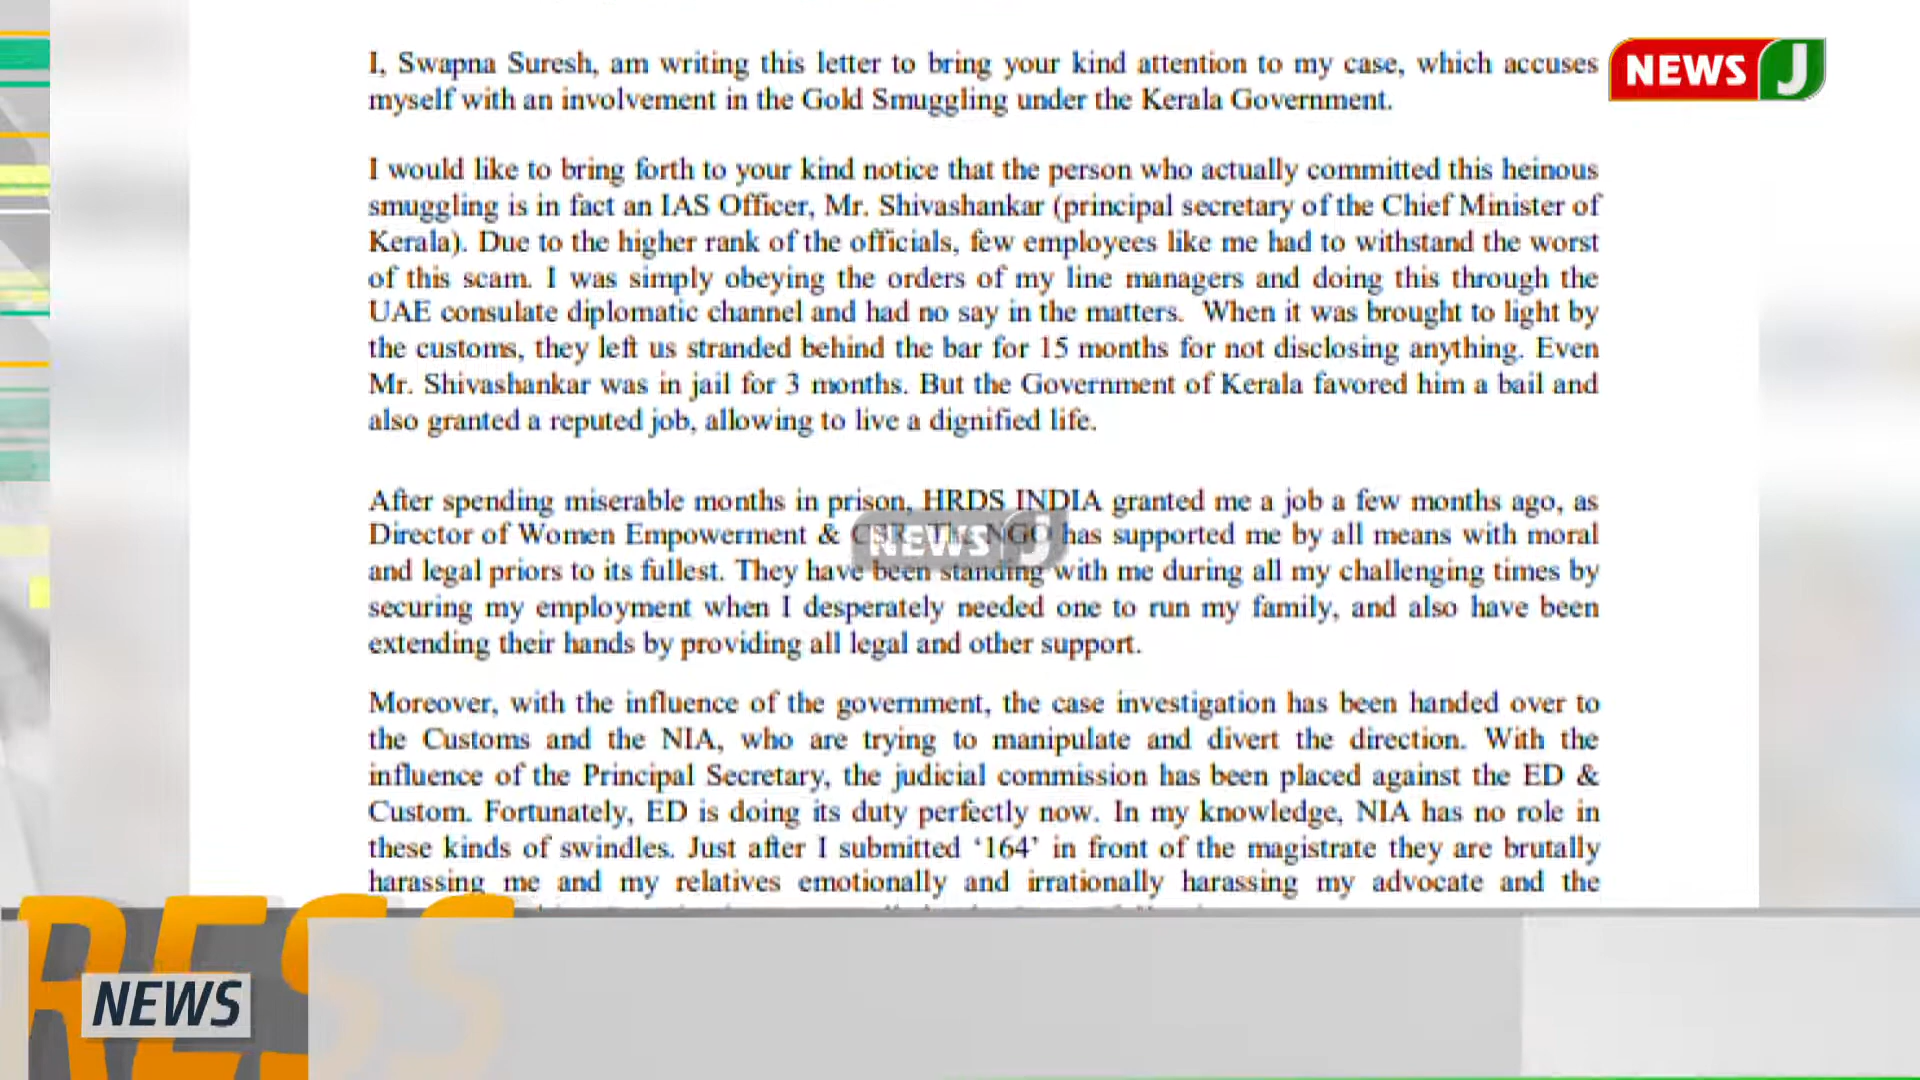 I, Swapna Suresh, am writing this letter to bring your kind attention to my case, which accuses
myself with an involvement in the Gold Smuggling under the Kerala Government.
NEWS J
I would like to bring forth to your kind notice that the person who actually committed this heinous
smuggling is in fact an IAS Officer, Mr. Shivashankar (principal secretary of the Chief Minister of
Kerala). Due to the higher rank of the officials, few employees like me had to withstand the worst
of this scam. I was simply obeying the orders of my line managers and doing this through the
UAE consulate diplomatic channel and had no say in the matters. When it was brought to light by
the customs, they left us stranded behind the bar for 15 months for not disclosing anything. Even
Mr. Shivashankar was in jail for 3 months. But the Government of Kerala favored him a bail and
also granted a reputed job, allowing to live a dignified life.
After spending miserable months in prison, HRDS INDIA granted me a job a few months ago, as
Director of Women Empowerment & CSR. The NGO has supported me by all means with moral
NEWS J
and legal priors to its fullest. They have been standing with me during all my challenging times by
securing my employment when I desperately needed one to run my family, and also have been
extending their hands by providing all legal and other support.
Moreover, with the influence of the government, the case investigation has been handed over to
the Customs and the NIA, who are trying to manipulate and divert the direction. With the
influence of the Principal Secretary, the judicial commission has been placed against the ED &
Custom. Fortunately, ED is doing its duty perfectly now. In my knowledge, NIA has no role in
these kinds of swindles. Just after I submitted ‘164’ in front of the magistrate they are brutally
harassing me and my relatives emotionally and irrationally harassing my advocate and the
RESS
NEWS